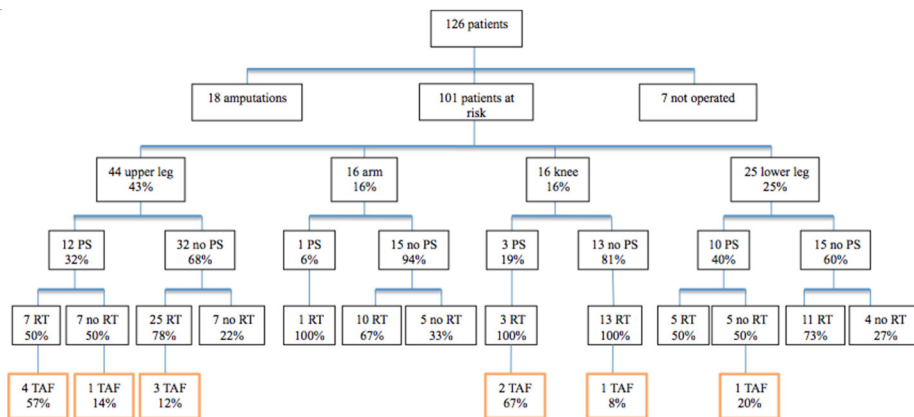 126 patients
18 amputations
101 patients at
risk
7 not operated
44 upper leg
43%
16 arm
16%
16 knee
16%
25 lower leg
25%
12 PS
32%
32 no PS
68%
1 PS
6%
15 no PS
94%
3 PS
19%
13 no PS
81%
10 PS
40%
15 no PS
60%
7 RT
50%
7 no RT
50%
25 RT
78%
7 no RT
22%
1 RT
100%
10 RT
67%
5 no RT
33%
3 RT
100%
13 RT
100%
5 RT
50%
5 no RT
50%
11 RT
73%
4 no RT
27%
4 TAF
57%
1 TAF
14%
3 TAF
12%
2 TAF
67%
1 TAF
8%
1 TAF
20%